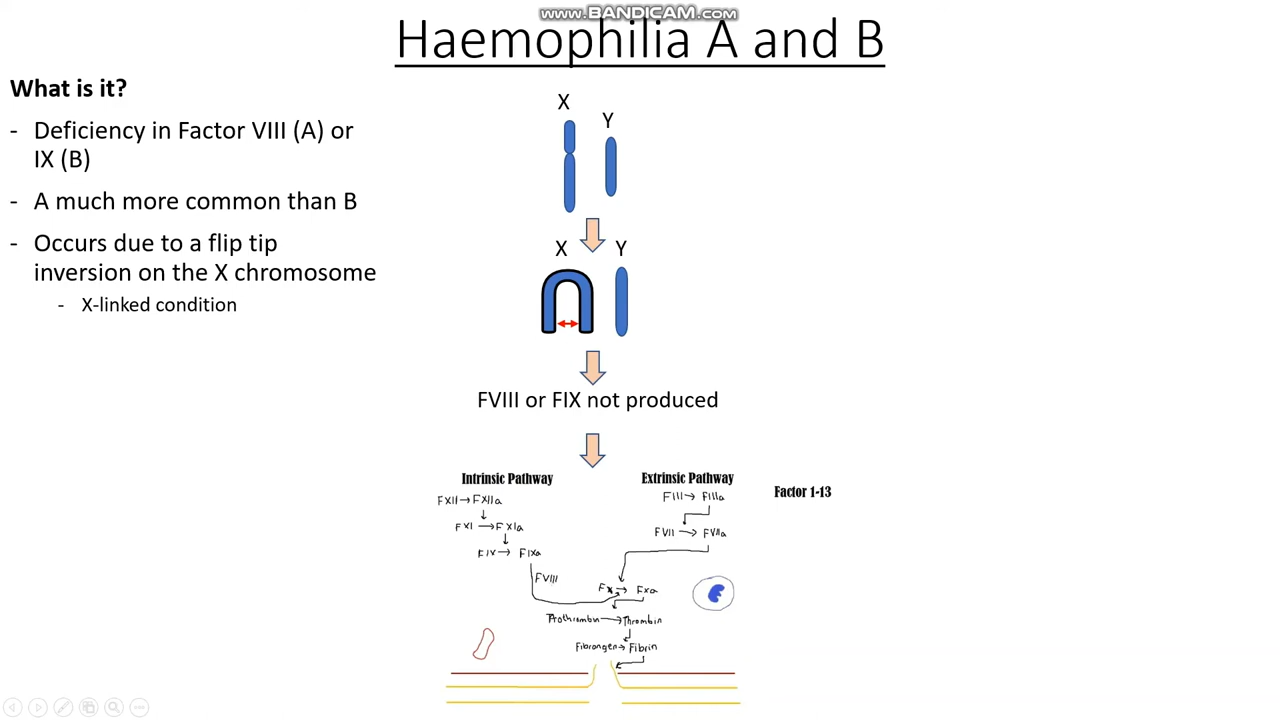 www.BANDICAM.com
Haemophilia A and B
What is it?
- Deficiency in Factor VIII (A) or
IX (B)
- A much more common than B
- Occurs due to a flip tip
inversion on the X chromosome
- X-linked condition
X
Y
X
Y
FVIII or FIX not produced
Intrinsic Pathway
Extrinsic Pathway
Factor 1-13
FXII → FXIIa
FIII → FIIIa
FXI → FXIa
FVII → FVIIa
FIX → FIXa
FVIII
FX → FXa
Prothrombin → Thrombin
Fibrongen → Fibrin